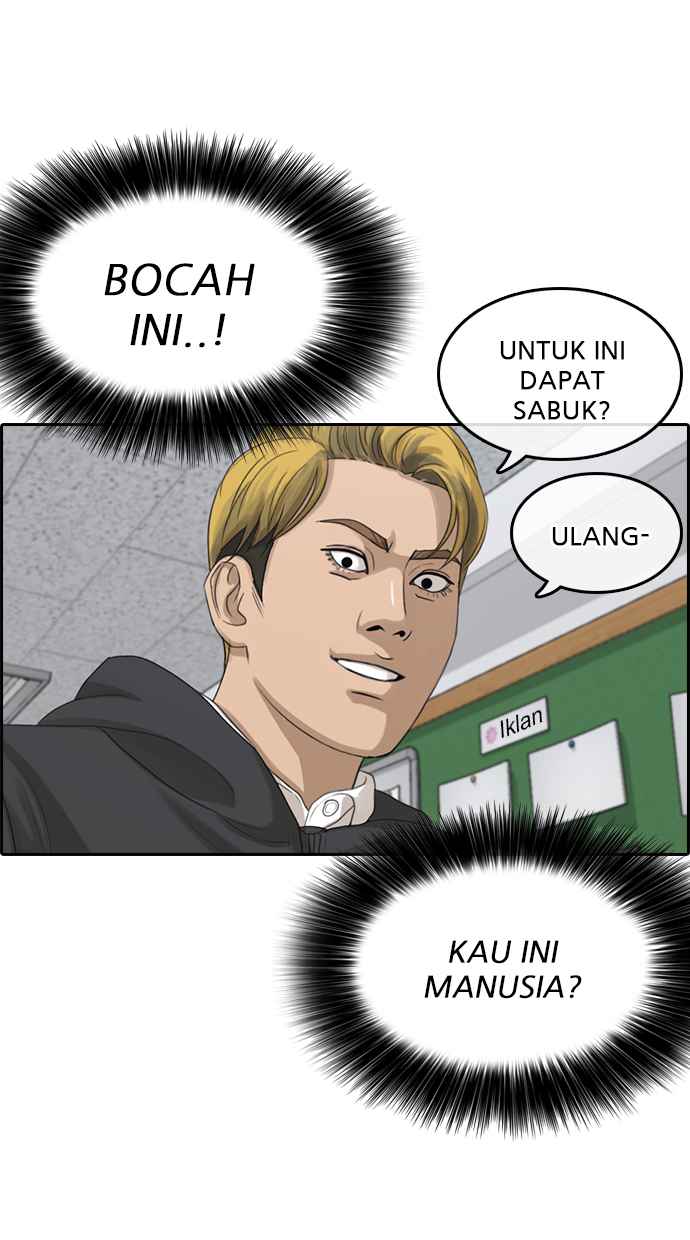 BOCAH
INI..!
UNTUK INI
DAPAT
SABUK?
ULANG-
Iklan
KAU INI
MANUSIA?